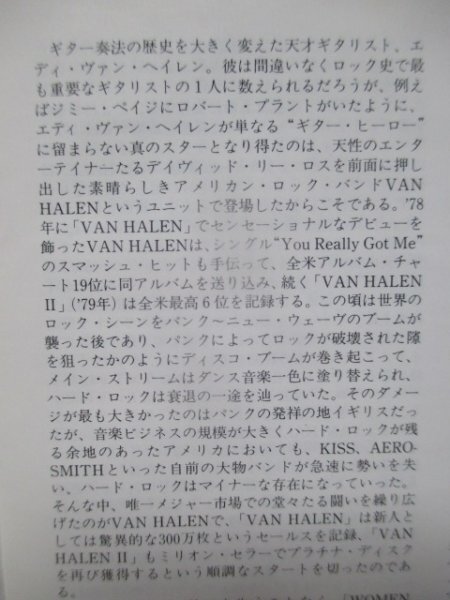 ギター奏法の歴史を大きく変えた天才ギタリスト、エ
ディ・ヴァン・ヘイレン。彼は間違いなくロック史で最
も重要なギタリストの1人に数えられるだろうが、例え
ばジミー・ペイジにロバート・プラントがいたように、
エディ・ヴァン・ヘイレンが単なる“ギター・ヒーロー”
に留まらない真のスターとなり得たのは、天性のエンタ
ーテイナーたるデイヴィッド・リー・ロスを前面に押し
出した素晴らしきアメリカン・ロック・バンドVAN
HALENというユニットで登場したからこそである。'78
年に「VAN HALEN」でセンセーショナルなデビューを
飾ったVAN HALENは、シングル“You Really Got Me”
のスマッシュ・ヒットも手伝って、全米アルバム・チャ
ート19位に同アルバムを送り込み、続く「VAN HALEN
II」('79年)は全米最高6位を記録する。この頃は世界の
ロック・シーンをパンク〜ニュー・ウェーヴのブームが
襲った後であり、パンクによってロックが破壊された隙
を狙ったかのようにディスコ・ブームが巻き起こって、
メイン・ストリームはダンス音楽一色に塗り替えられ、
ハード・ロックは衰退の一途を辿っていた。そのダメー
ジが最も大きかったのはパンクの発祥の地イギリスだっ
たが、音楽ビジネスの規模が大きくハード・ロックが残
る余地のあったアメリカにおいても、KISS、AERO-
SMITHといった自前の大物バンドが急速に勢いを失
い、ハード・ロックはマイナーな存在になっていった。
そんな中、唯一メジャー市場での堂々たる闘いを繰り広
げたのがVAN HALENで、「VAN HALEN」は新人と
しては驚異的な300万枚というセールスを記録、「VAN
HALEN II」もミリオン・セラーでプラチナ・ディスク
を再び獲得するという順調なスタートを切ったのであ
る。
「WOMEN